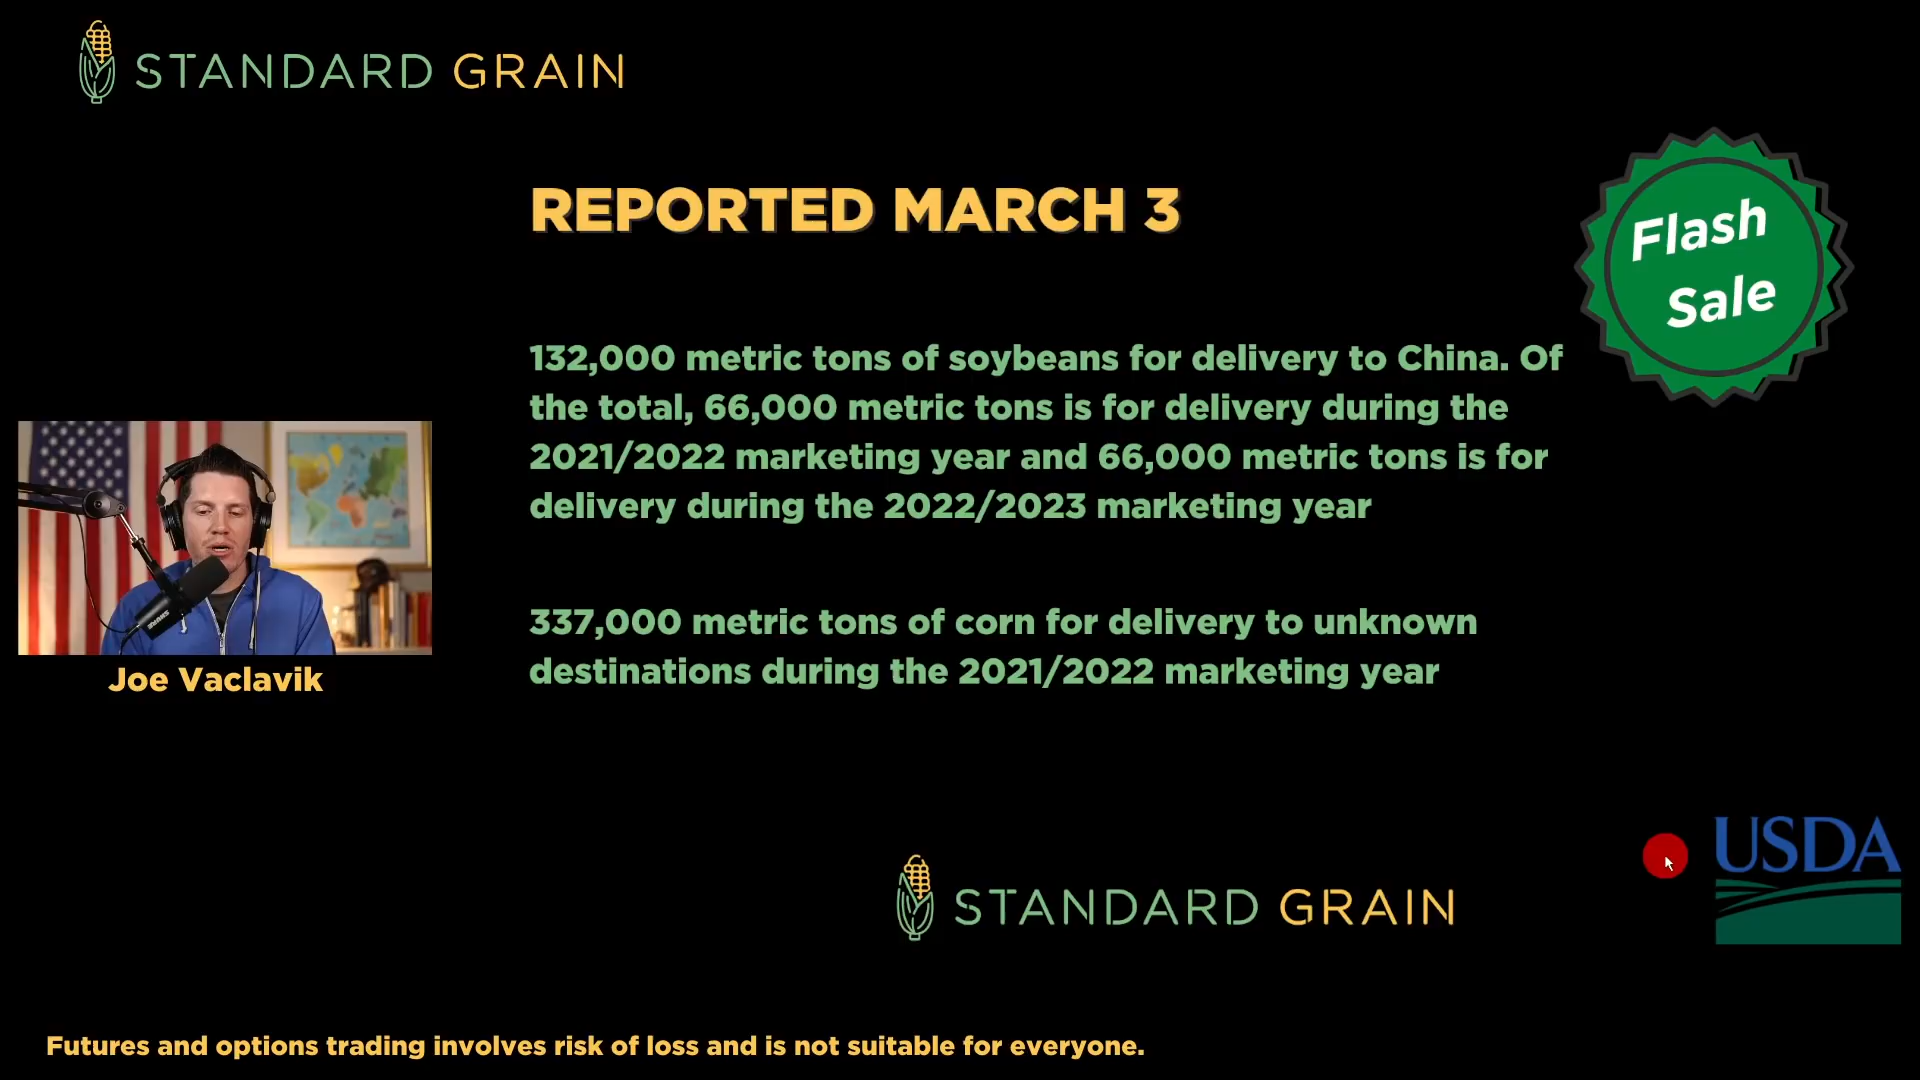 STANDARD GRAIN
REPORTED MARCH 3
Flash
Sale
132,000 metric tons of soybeans for delivery to China. Of
the total, 66,000 metric tons is for delivery during the
2021/2022 marketing year and 66,000 metric tons is for
delivery during the 2022/2023 marketing year
337,000 metric tons of corn for delivery to unknown
destinations during the 2021/2022 marketing year
Joe Vaclavik
USDA
STANDARD GRAIN
Futures and options trading involves risk of loss and is not suitable for everyone.